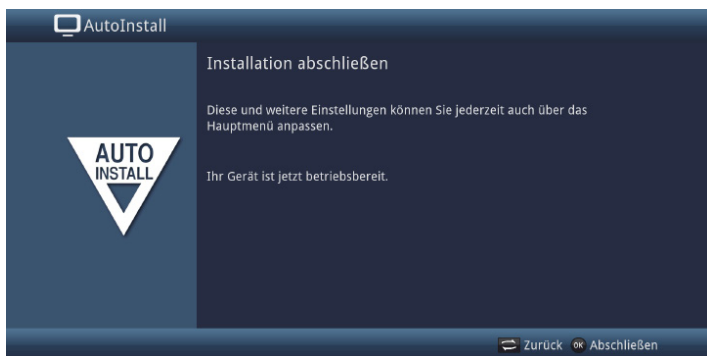 AutoInstall
Installation abschließen
Diese und weitere Einstellungen können Sie jederzeit auch über das
Hauptmenü anpassen.
AUTO
INSTALL
Ihr Gerät ist jetzt betriebsbereit.
Zurück OK Abschließen